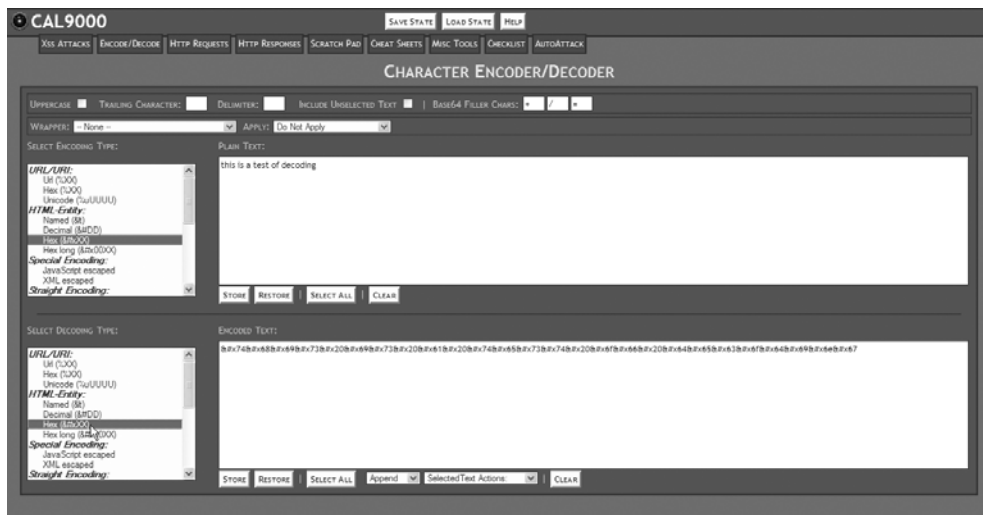 CAL9000
SAVE STATE LOAD STATE HELP
XSS ATTACKS ENCODE/DECODE HTTP REQUESTS HTTP RESPONSES SCRATCH PAD CHEAT SHEETS MISC TOOLS CHECKLIST AUTOATTACK
CHARACTER ENCODER/DECODER
UPPERCASE TRAILING CHARACTER: DELIMITER: INCLUDE UNSELECTED TEXT | BASE64 FILLER CHARS: + / =
WRAPPER: -- None -- APPLY: Do Not Apply
SELECT ENCODING TYPE: PLAIN TEXT:
this is a test of decoding
URL/URI:
Url (%XX)
Hex (%XX)
Unicode (%uUUUU)
HTML-Entity:
Named (&lt)
Decimal (&#DD)
Hex (&#xXX)
Hex long (&#x00XX)
Special Encoding:
JavaScript escaped
XML escaped
Straight Encoding:
STORE RESTORE | SELECT ALL | CLEAR
SELECT DECODING TYPE: ENCODED TEXT:
&#x74&#x68&#x69&#x73&#x20&#x69&#x73&#x20&#x61&#x20&#x74&#x65&#x73&#x74&#x20&#x6f&#x66&#x20&#x64&#x65&#x63&#x6f&#x64&#x69&#x6e&#x67
URL/URI:
Url (%XX)
Hex (%XX)
Unicode (%uUUUU)
HTML-Entity:
Named (&lt)
Decimal (&#DD)
Hex (&#xXX)
Hex long (&#x00XX)
Special Encoding:
JavaScript escaped
XML escaped
Straight Encoding:
STORE RESTORE | SELECT ALL Append SelectedText Actions: | CLEAR